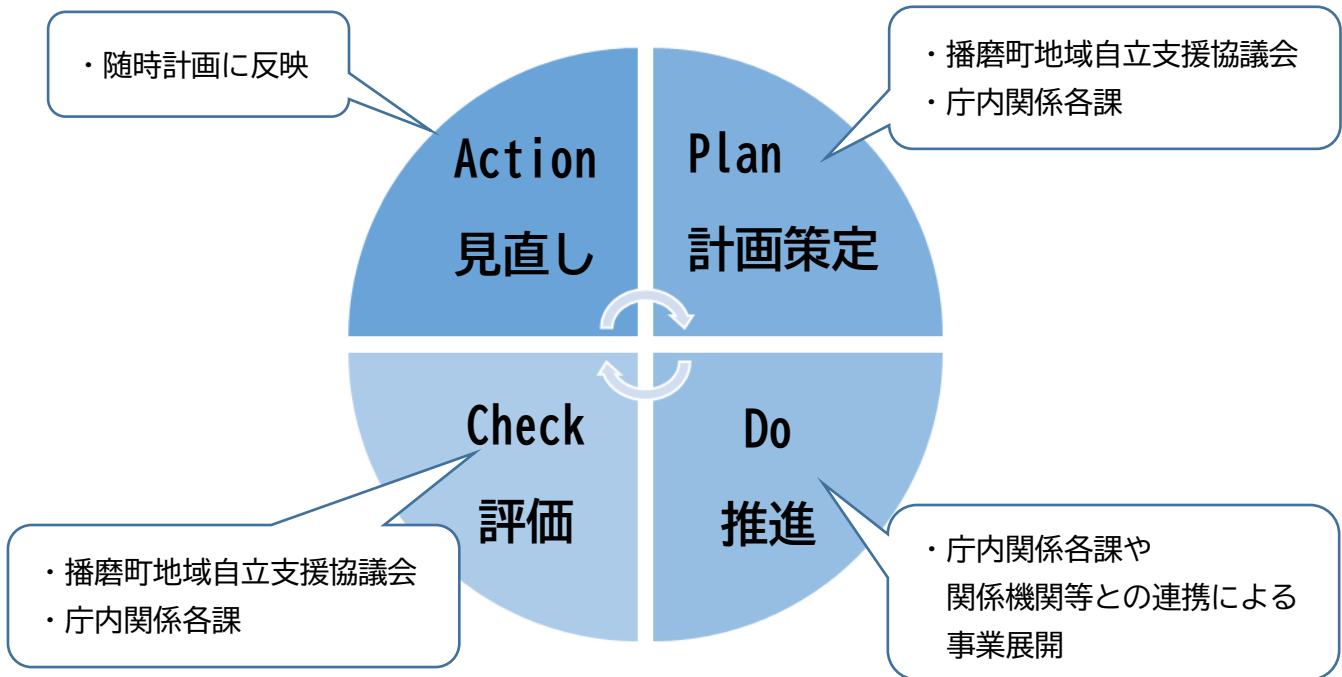 ・随時計画に反映
Action
見直し
・播磨町地域自立支援協議会
・庁内関係各課
Plan
計画策定
Check
評価
・播磨町地域自立支援協議会
・庁内関係各課
Do
推進
・庁内関係各課や
関係機関等との連携による
事業展開